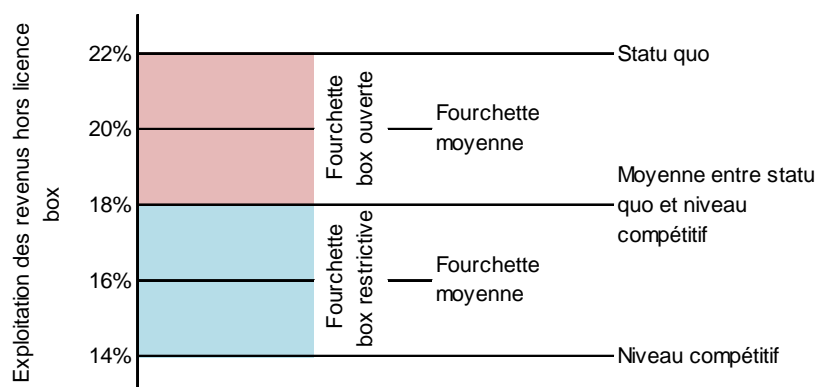 Exploitation des revenus hors licence
box
22%
20%
18%
16%
14%
Fourchette
box ouverte
Fourchette
box restrictive
Fourchette
moyenne
Fourchette
moyenne
Statu quo
Moyenne entre statu
quo et niveau
compétitif
Niveau compétitif